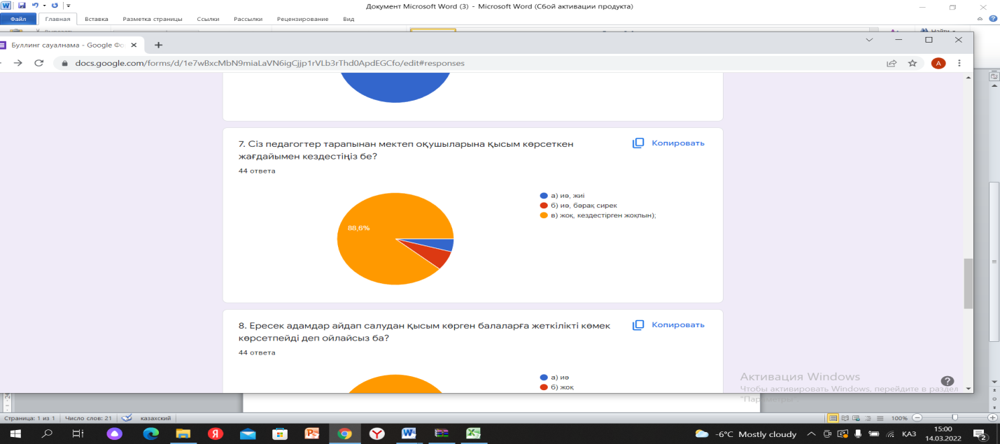 Документ Microsoft Word (3) - Microsoft Word (Сбой активации продукта)
Файл Главная Вставка Разметка страницы Ссылки Рассылки Рецензирование Вид
Буллинг сауалнама - Google Фо
docs.google.com/forms/d/1e7wBxcMbN9miaLaVN6igCjjp1rVLb3rThd0ApdEGCfo/edit#responses
A
7. Сіз педагогтер тарапынан мектеп оқушыларына қысым көрсеткен
жағдайымен кездестіңіз бе?
Копировать
44 ответа
88,6%
а) иә, жиі
б) иә, бәрақ сирек
в) жоқ, кездестірген жоқпын);
8. Ересек адамдар айдап салудан қысым көрген балаларға жеткілікті көмек
көрсетпейді деп ойлайсыз ба?
Копировать
44 ответа
а) иә
б) жоқ
Активация Windows
Чтобы активировать Windows, перейдите в раздел
Страница: 1 из 1 Число слов: 21 казахский 100%
-6°C Mostly cloudy КАЗ 15:00
14.03.2022 2